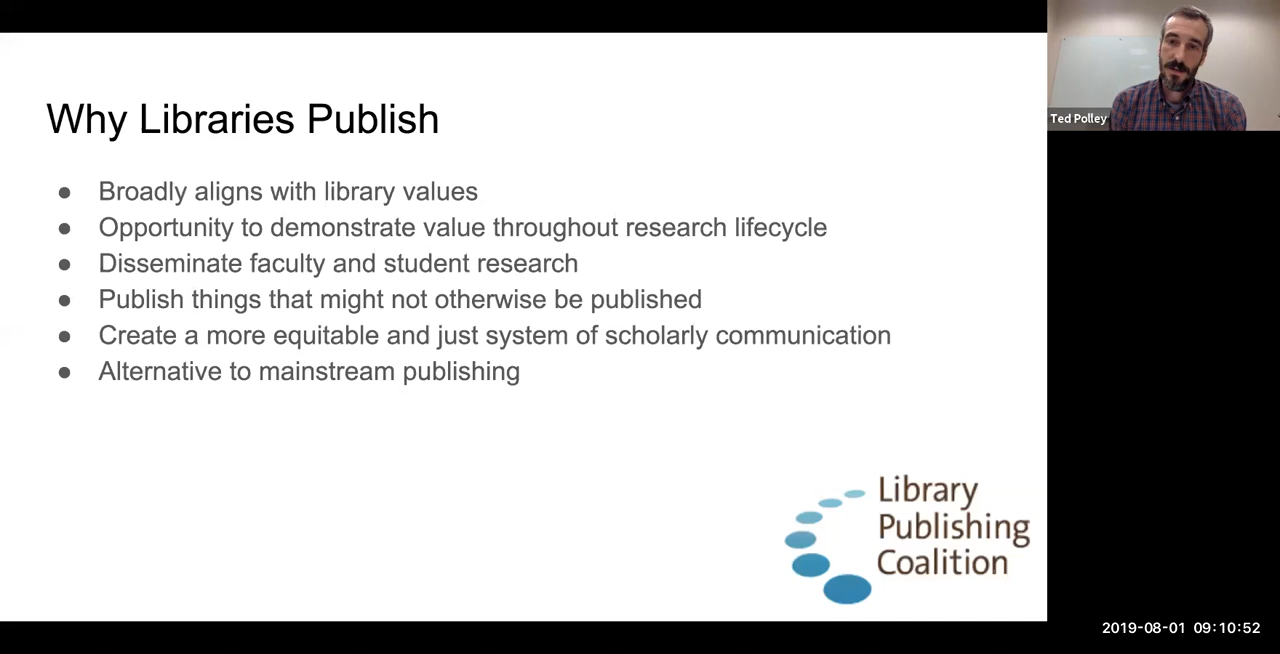 Why Libraries Publish
● Broadly aligns with library values
● Opportunity to demonstrate value throughout research lifecycle
● Disseminate faculty and student research
● Publish things that might not otherwise be published
● Create a more equitable and just system of scholarly communication
● Alternative to mainstream publishing
Library
Publishing
Coalition
Ted Polley
2019-08-01 09:10:52